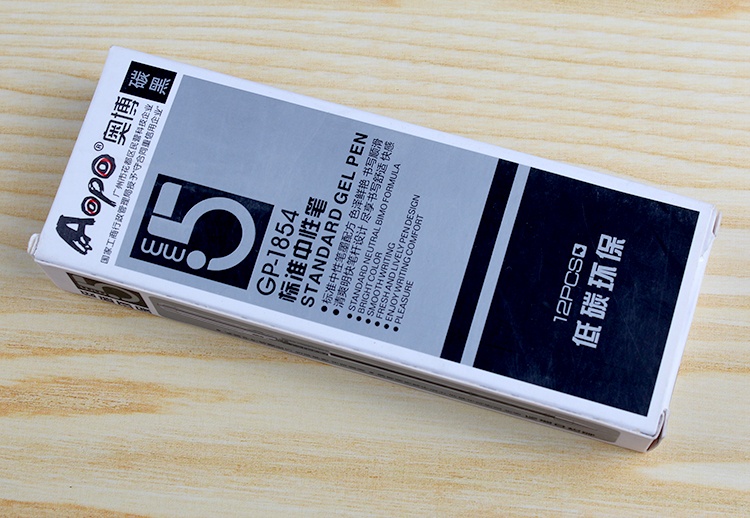 碳黑
AOPO® 奥博
广州市花都区民营科技企业
国家工商行政管理局授予守合同重信用企业
.5mm
GP-1854
标准中性笔
STANDARD GEL PEN
• 标准中性笔墨配方 色泽鲜艳 书写顺滑
• 清爽明快笔杆设计 尽享书写舒适 快感
• STANDARD NEUTRAL BIMO FORMULA
• BRIGHT COLOR
• SMOOTH WRITING
• FRESH AND LIVELY PEN DESIGN
• ENJOY WRITING COMFORT
• PLEASURE
12PCS
低碳环保
.5